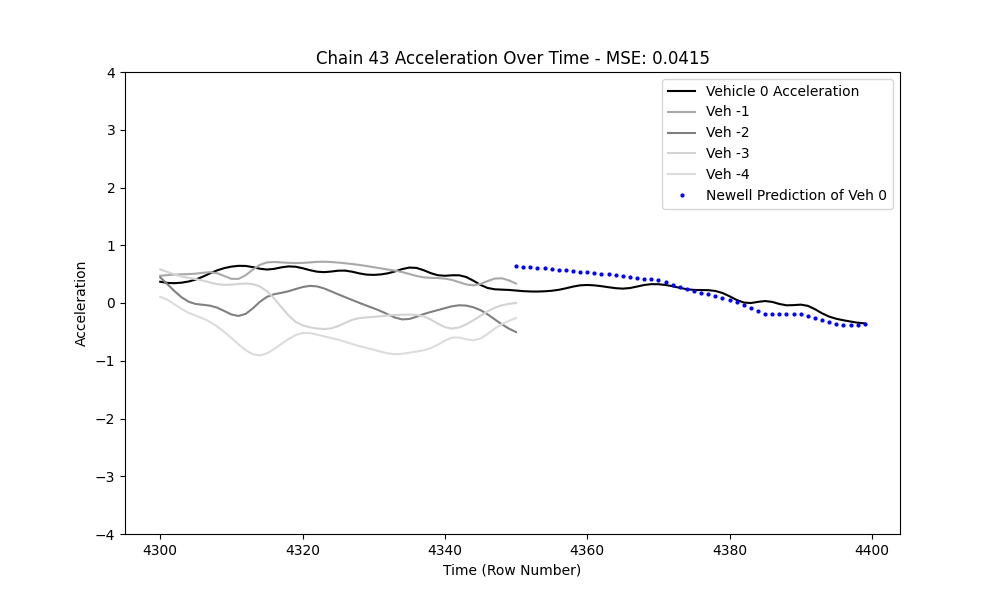 Chain 43 Acceleration Over Time - MSE: 0.0415
Vehicle 0 Acceleration
Veh -1
Veh -2
Veh -3
Veh -4
Newell Prediction of Veh 0
Acceleration
4
3
2
1
0
−1
−2
−3
−4
4300 4320 4340 4360 4380 4400
Time (Row Number)